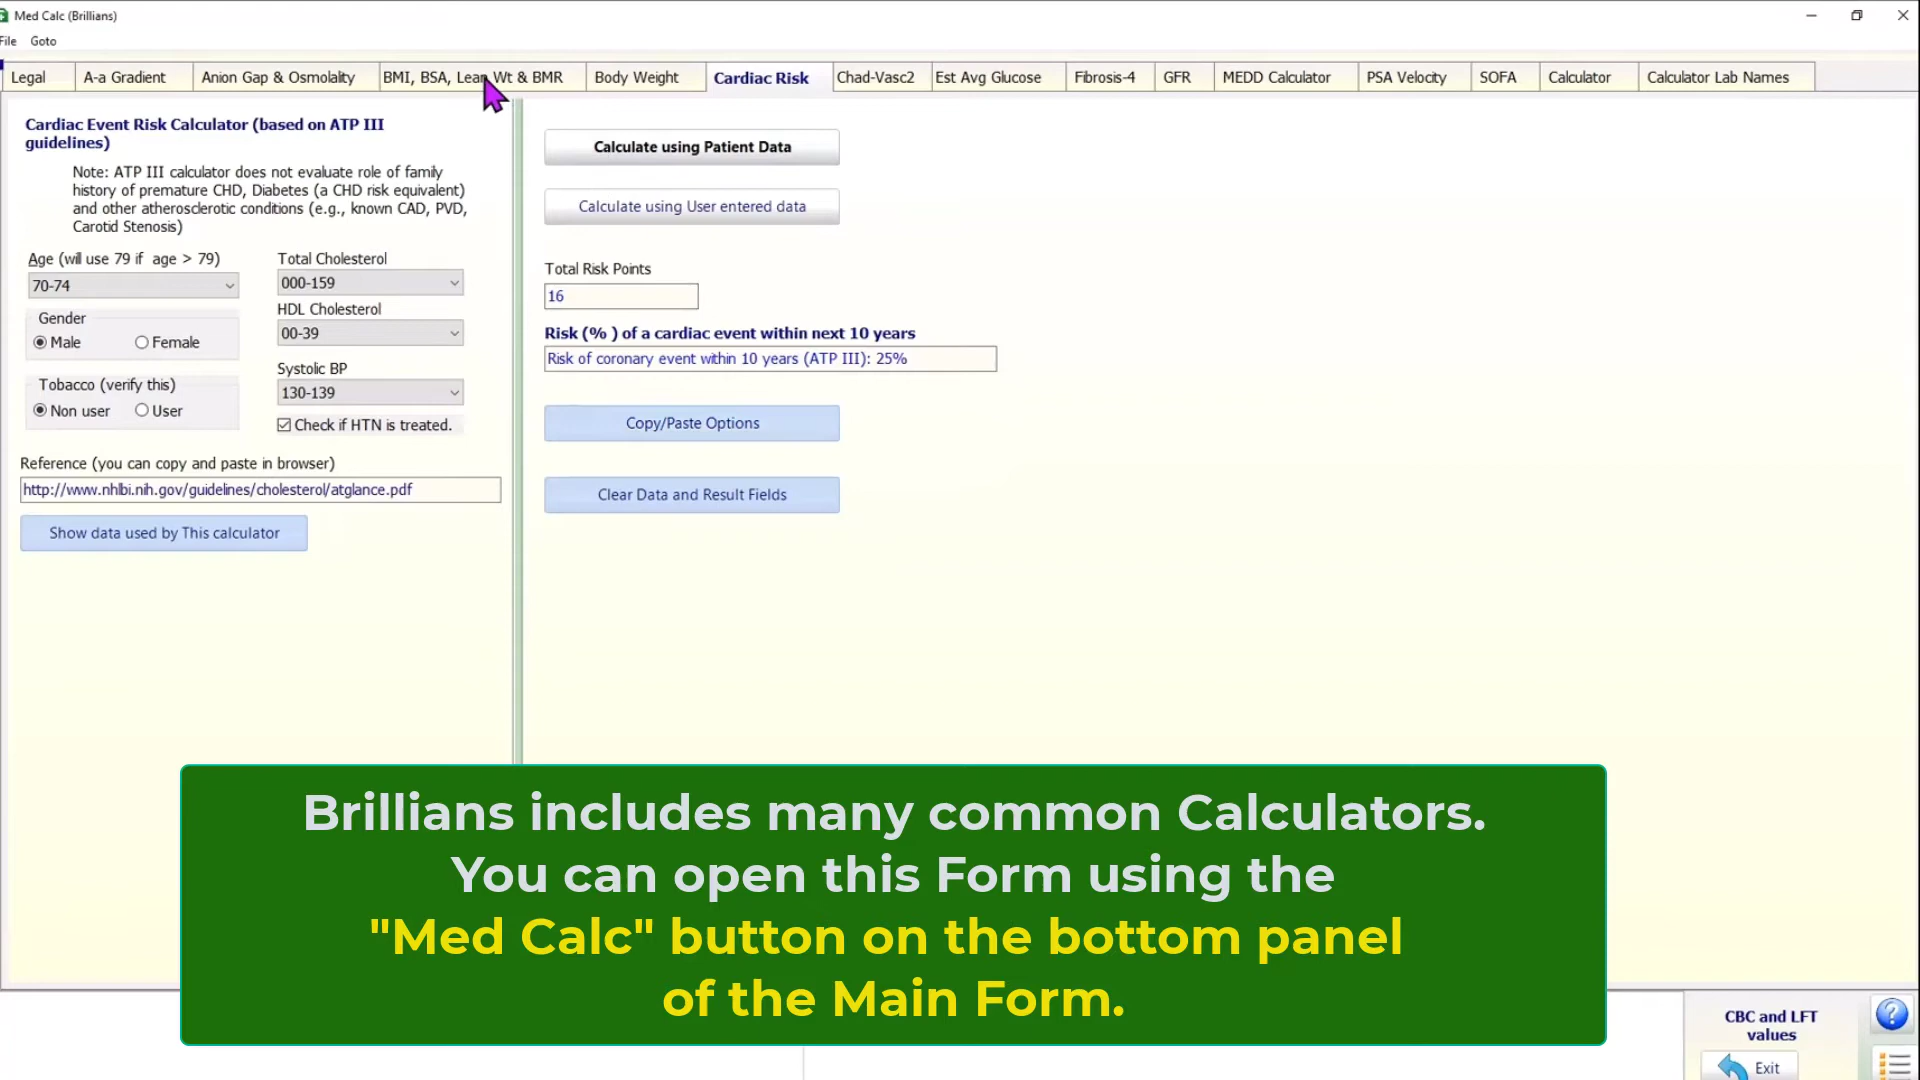 Med Calc (Brillians)
File Goto
Legal A-a Gradient Anion Gap & Osmolality BMI, BSA, Lean Wt & BMR Body Weight Cardiac Risk Chad-Vasc2 Est Avg Glucose Fibrosis-4 GFR MEDD Calculator PSA Velocity SOFA Calculator Calculator Lab Names
Cardiac Event Risk Calculator (based on ATP III
guidelines)
Note: ATP III calculator does not evaluate role of family
history of premature CHD, Diabetes (a CHD risk equivalent)
and other atherosclerotic conditions (e.g., known CAD, PVD,
Carotid Stenosis)
Age (will use 79 if age > 79)
70-74
Gender
Male Female
Tobacco (verify this)
Non user User
Total Cholesterol
000-159
HDL Cholesterol
00-39
Systolic BP
130-139
Check if HTN is treated.
Reference (you can copy and paste in browser)
http://www.nhlbi.nih.gov/guidelines/cholesterol/atglance.pdf
Show data used by This calculator
Calculate using Patient Data
Calculate using User entered data
Total Risk Points
16
Risk (% ) of a cardiac event within next 10 years
Risk of coronary event within 10 years (ATP III): 25%
Copy/Paste Options
Clear Data and Result Fields
Brillians includes many common Calculators.
You can open this Form using the
"Med Calc" button on the bottom panel
of the Main Form.
CBC and LFT
values
Exit